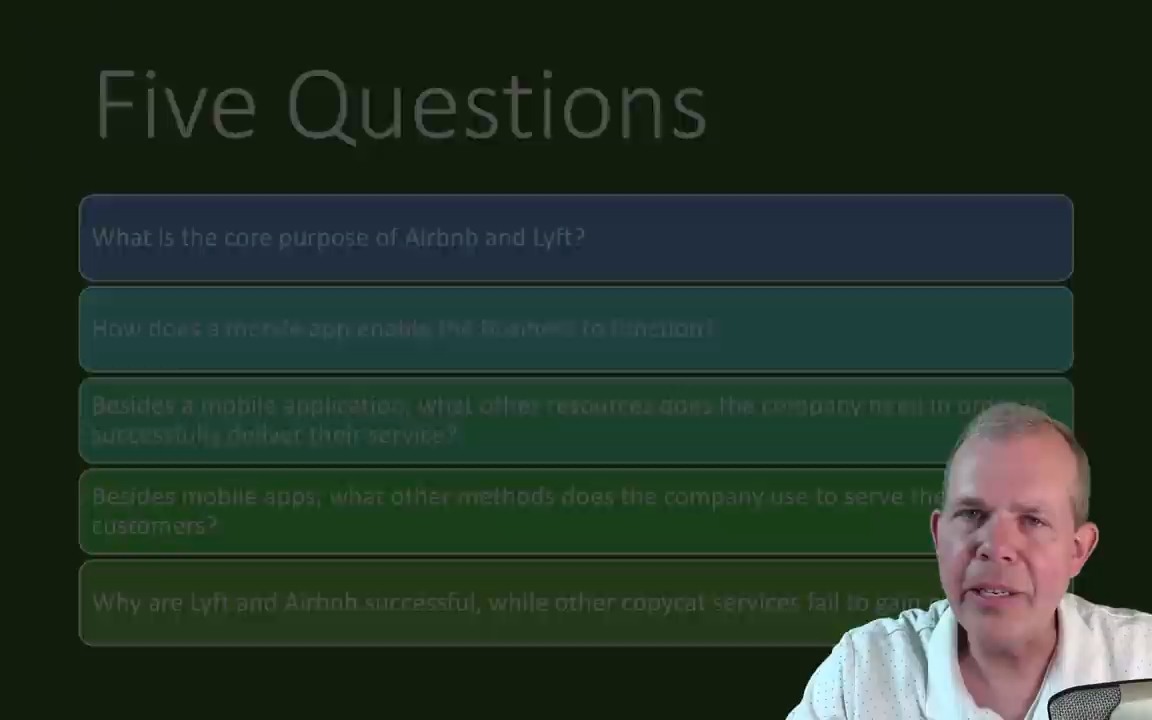 Five Questions
What is the core purpose of Airbnb and Lyft?
How does a mobile app enable the business to function?
Besides a mobile application, what other resources does the company need in order to
successfully deliver their service?
Besides mobile apps, what other methods does the company use to serve
customers?
Why are Lyft and Airbnb successful, while other copycat services fail to gain